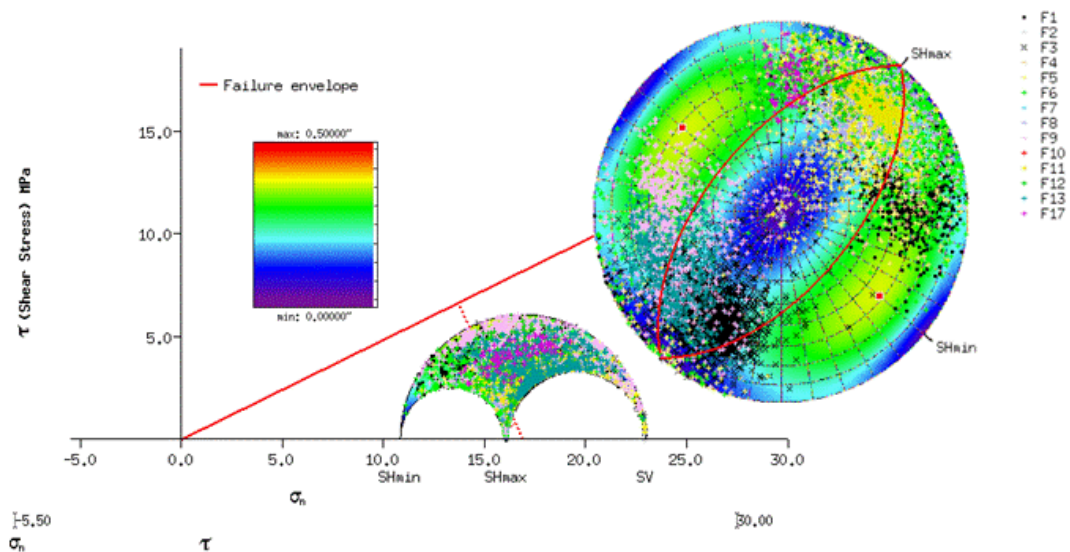 F1
F2
F3
F4
F5
F6
F7
F8
F9
F10
F11
F12
F13
F17
SHmax
SHmin
Failure envelope
max: 0.50000"
min: 0.00000"
τ (Shear Stress) MPa
15.0
10.0
5.0
-5.0 0.0 5.0 10.0 15.0 20.0 25.0 30.0
SHmin SHmax SV
σn
-5.50 30.00
σn τ